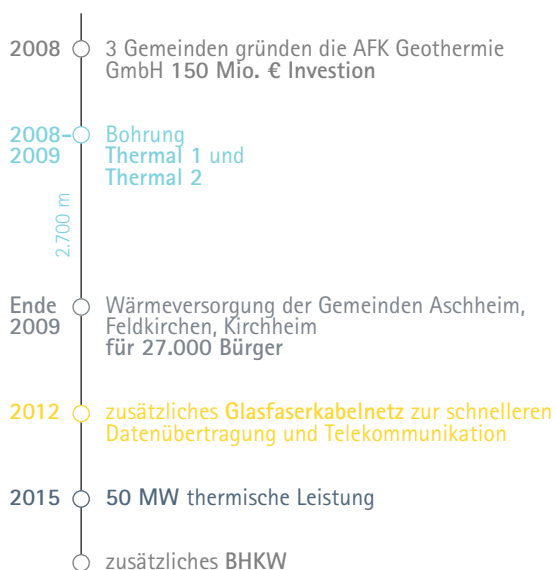 2008 3 Gemeinden gründen die AFK Geothermie
GmbH 150 Mio. € Investion
2008- Bohrung
2009 Thermal 1 und
Thermal 2
2.700 m
Ende Wärmeversorgung der Gemeinden Aschheim,
2009 Feldkirchen, Kirchheim
für 27.000 Bürger
2012 zusätzliches Glasfaserkabelnetz zur schnelleren
Datenübertragung und Telekommunikation
2015 50 MW thermische Leistung
zusätzliches BHKW